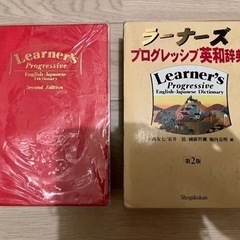 Learner's
Progressive
English-Japanese
Dictionary
Second Edition
ラーナーズ
プログレッシブ英和辞典
Learner's
Progressive
English-Japanese Dictionary
第2版
Shogakukan